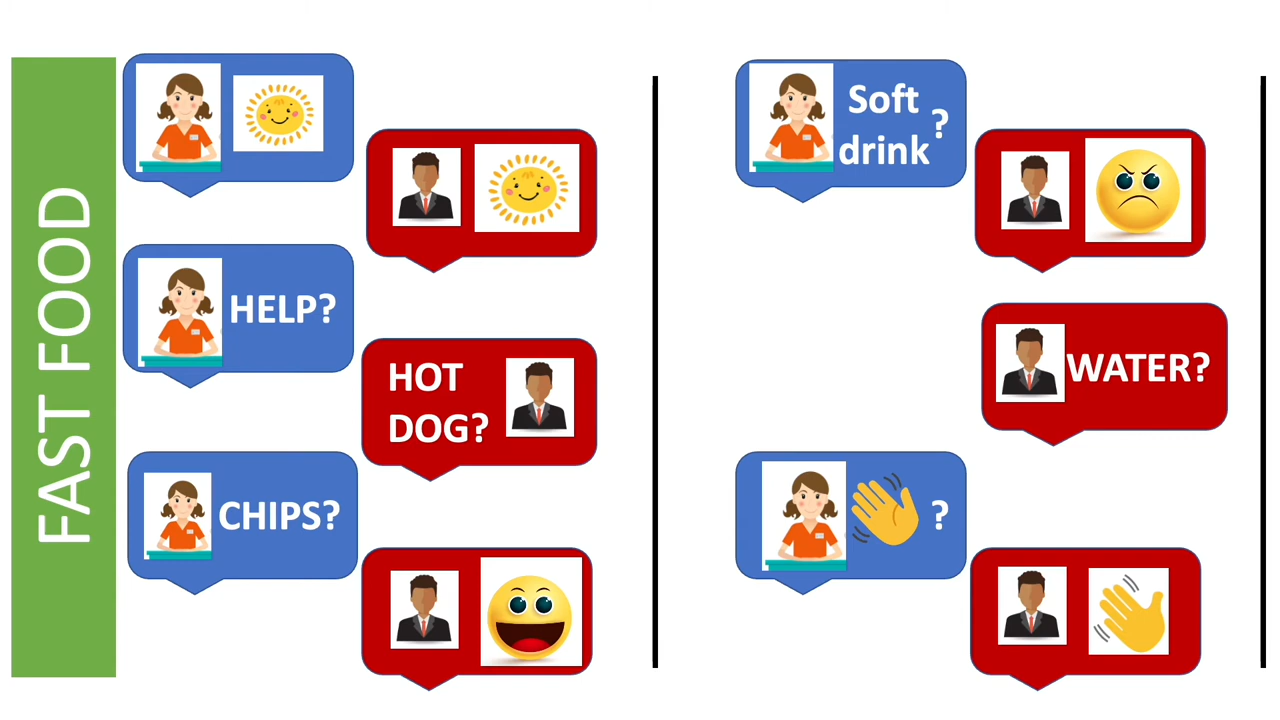 FAST FOOD
HELP?
HOT
DOG?
CHIPS?
Soft
drink ?
WATER?
?